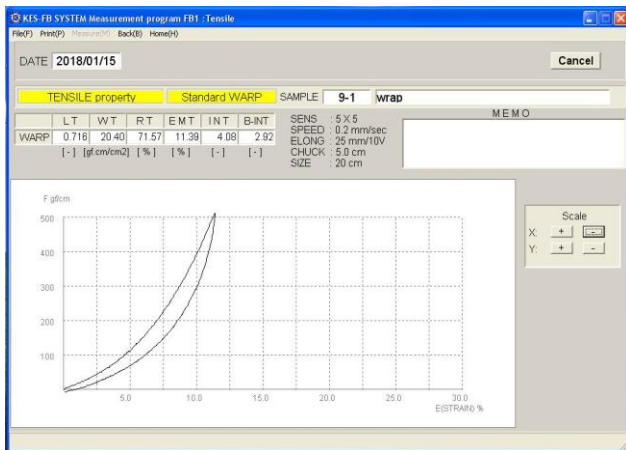 KES-FB SYSTEM Measurement program FB1 :Tensile
File(F) Print(P) Measure(M) Back(B) Home(H)
DATE 2018/01/15 Cancel
TENSILE property Standard WARP SAMPLE 9-1 wrap
LT WT RT EMT INT B-INT
WARP 0.716 20.40 71.57 11.39 4.08 2.92
[ - ] [gf.cm/cm2] [ % ] [ % ] [ - ] [ - ]
SENS : 5 X 5
SPEED : 0.2 mm/sec
ELONG : 25 mm/10V
CHUCK : 5.0 cm
SIZE : 20 cm
MEMO
F gf/cm
500
400
300
200
100
5.0 10.0 15.0 20.0 25.0 30.0
E(STRAIN) %
Scale
X: + -
Y: + -